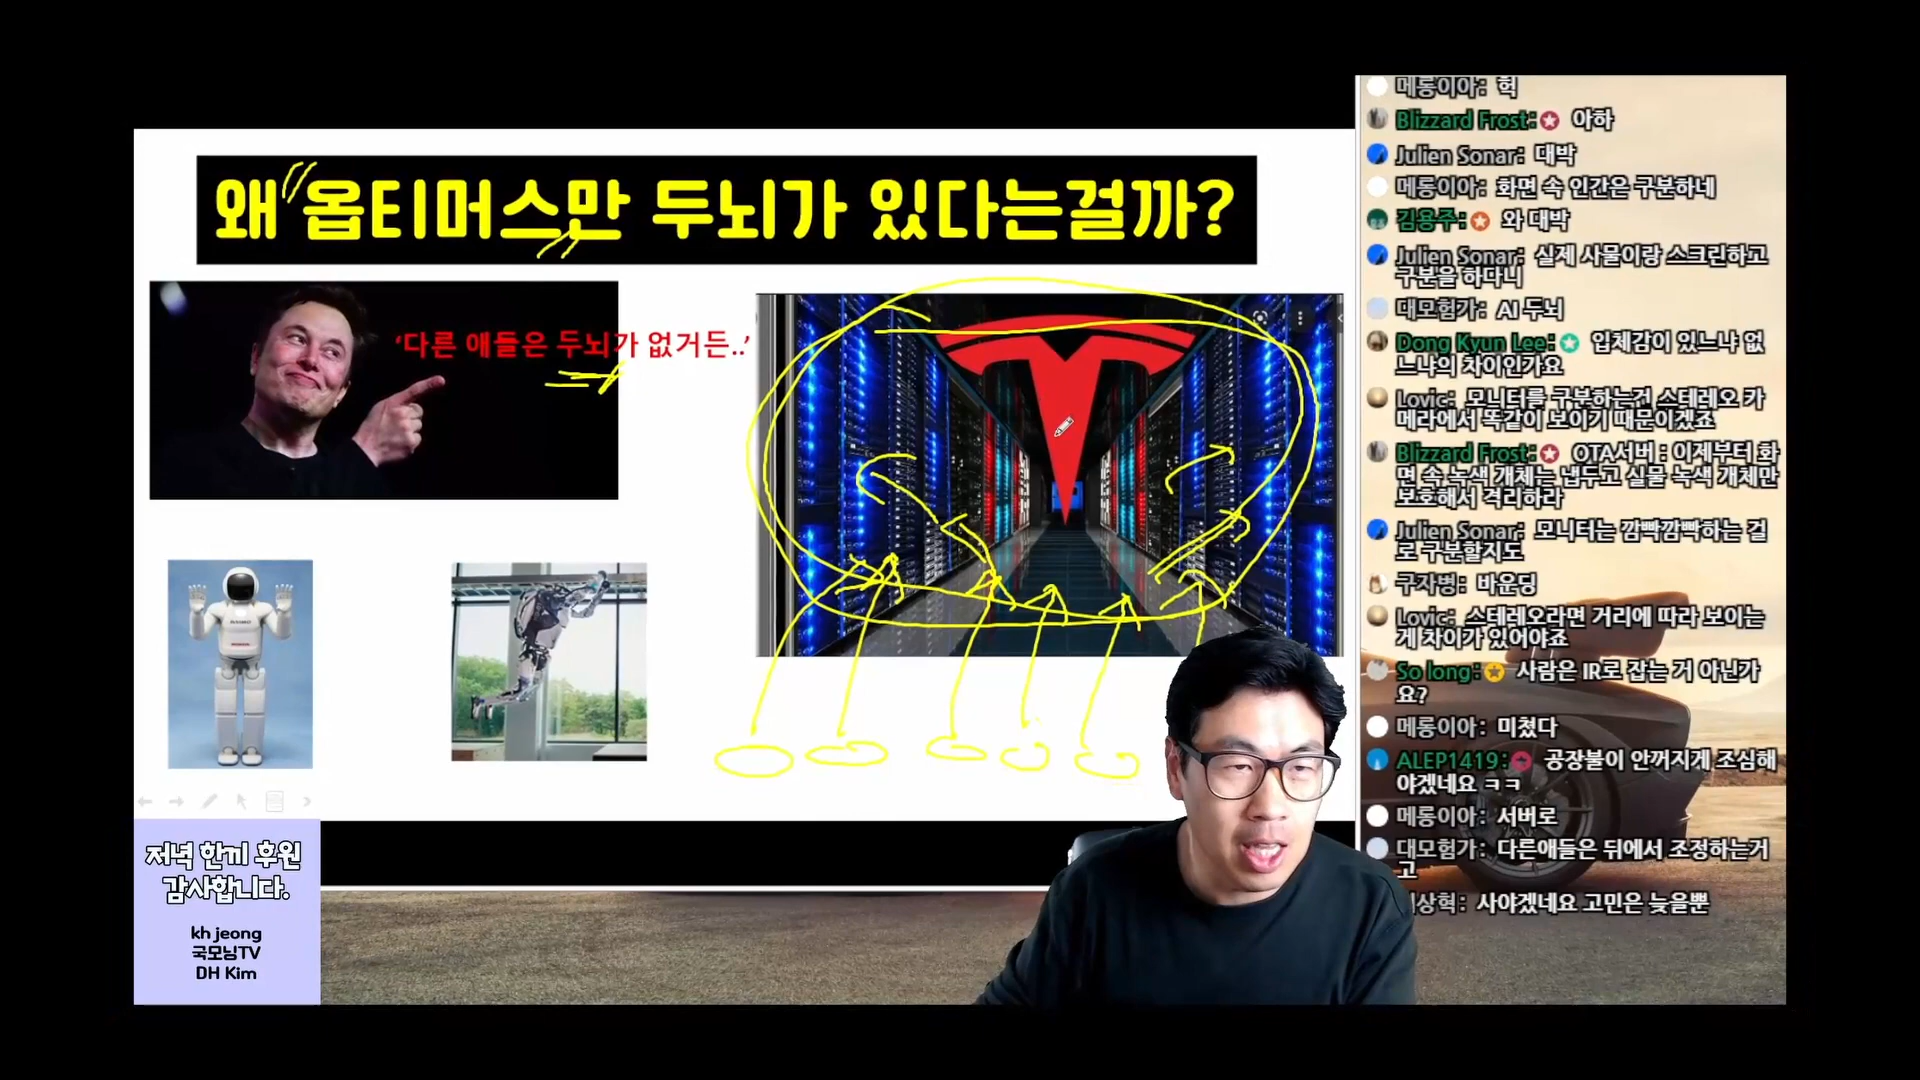 왜 옵티머스만 두뇌가 있다는걸까?
‘다른 애들은 두뇌가 없거든..’
저녁 한끼 후원
감사합니다.
kh jeong
국모닝TV
DH Kim
메롱이아: 헉
Blizzard Frost: 아하
Julien Sonar: 대박
메롱이아: 화면 속 인간은 구분하네
김용주: 와 대박
Julien Sonar: 실제 사물이랑 스크린하고
구분을 하다니
대모험가: AI 두뇌
Dong Kyun Lee: 입체감이 있느냐 없
느냐의 차이인가요
Lovic: 모니터를 구분하는건 스테레오 카
메라에서 똑같이 보이기 때문이겠죠
Blizzard Frost: OTA서버 : 이제부터 화
면 속 녹색 개체는 냅두고 실물 녹색 개체만
보호해서 격리하라
Julien Sonar: 모니터는 깜빡깜빡하는 걸
로 구분할지도
구자병: 바운딩
Lovic: 스테레오라면 거리에 따라 보이는
게 차이가 있어야죠
So long: 사람은 IR로 잡는 거 아닌가
요?
메롱이아: 미쳤다
ALEP1419: 공장불이 안꺼지게 조심해
야겠네요 ㅋㅋ
메롱이아: 서버로
대모험가: 다른애들은 뒤에서 조정하는거
고
상혁: 사야겠네요 고민은 늦을뿐